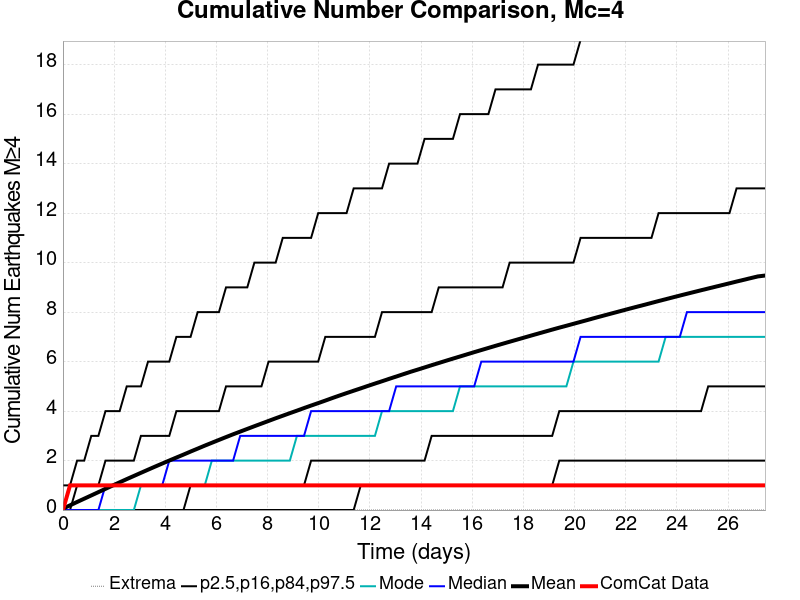 Cumulative Number Comparison, Mc=4
Cumulative Num Earthquakes M≥4
18
16
14
12
10
8
6
4
2
0
0 2 4 6 8 10 12 14 16 18 20 22 24 26
Time (days)
Extrema p2.5,p16,p84,p97.5 Mode Median Mean ComCat Data